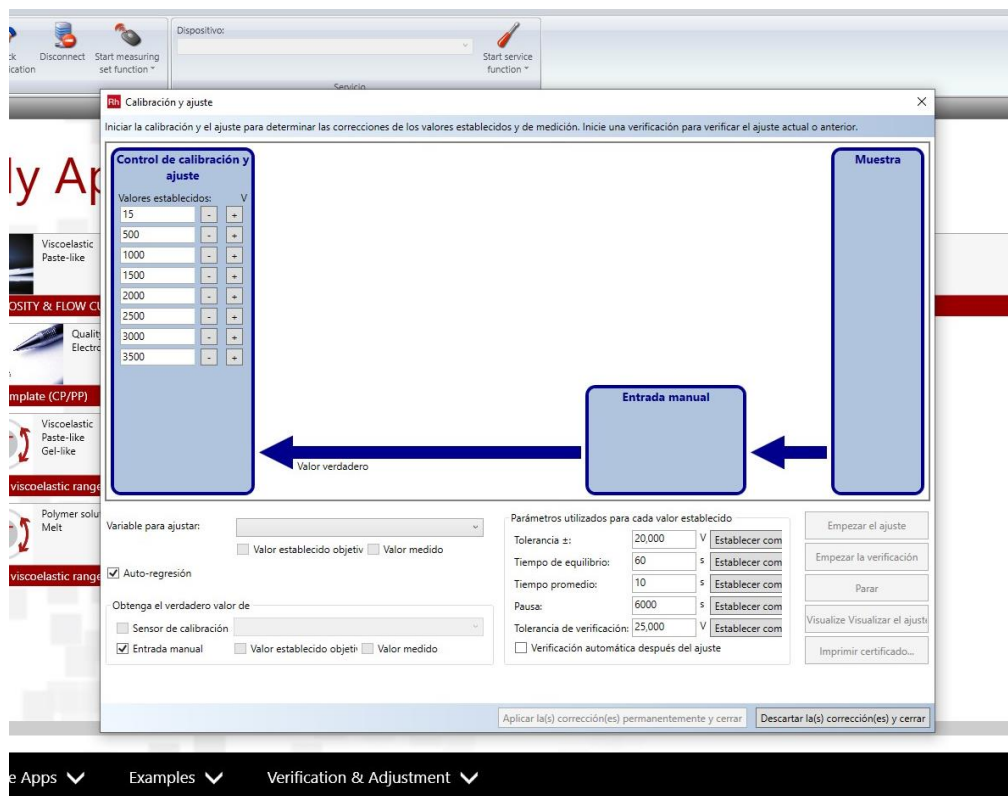 Dispositivo:
Disconnect
Start measuring
set function
Start service
function
Servicio
Rh Calibración y ajuste
Iniciar la calibración y el ajuste para determinar las correcciones de los valores establecidos y de medición. Inicie una verificación para verificar el ajuste actual o anterior.
Control de calibración y
ajuste
Valores establecidos: V
15 - +
500 - +
1000 - +
1500 - +
2000 - +
2500 - +
3000 - +
3500 - +
Muestra
Entrada manual
Valor verdadero
Variable para ajustar:
Valor establecido objetiv Valor medido
Auto-regresión
Obtenga el verdadero valor de
Sensor de calibración
Entrada manual Valor establecido objeti Valor medido
Parámetros utilizados para cada valor establecido
Tolerancia ±: 20,000 V Establecer com
Tiempo de equilibrio: 60 s Establecer com
Tiempo promedio: 10 s Establecer com
Pausa: 6000 s Establecer com
Tolerancia de verificación: 25,000 V Establecer com
Verificación automática después del ajuste
Empezar el ajuste
Empezar la verificación
Parar
Visualize Visualizar el ajuste
Imprimir certificado...
Aplicar la(s) corrección(es) permanentemente y cerrar
Descartar la(s) corrección(es) y cerrar
ly Ap
Viscoelastic
Paste-like
OSITY & FLOW CU
Quality
Electro
mplate (CP/PP)
Viscoelastic
Paste-like
Gel-like
viscoelastic range
Polymer solu
Melt
viscoelastic range
e Apps
Examples
Verification & Adjustment